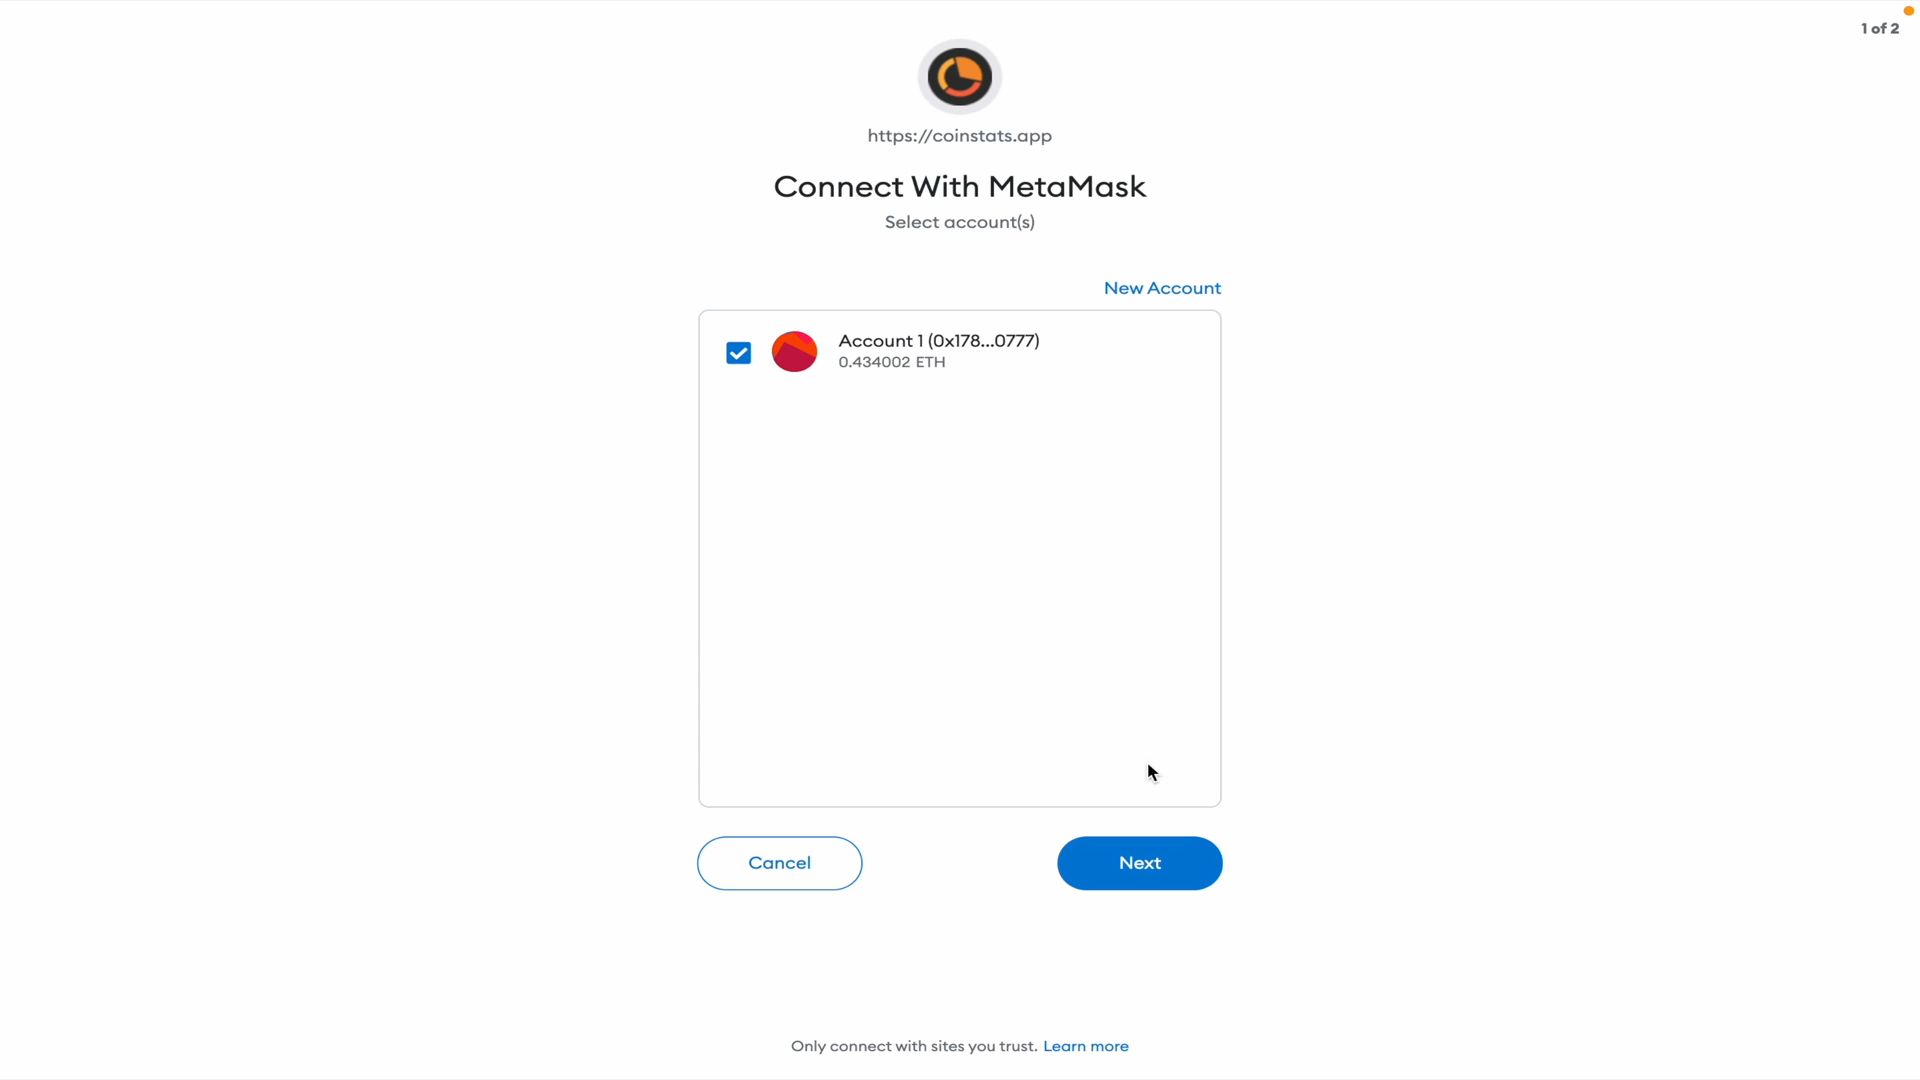 1 of 2
https://coinstats.app
Connect With MetaMask
Select account(s)
New Account
Account 1 (0x178...0777)
0.434002 ETH
Cancel
Next
Only connect with sites you trust. Learn more